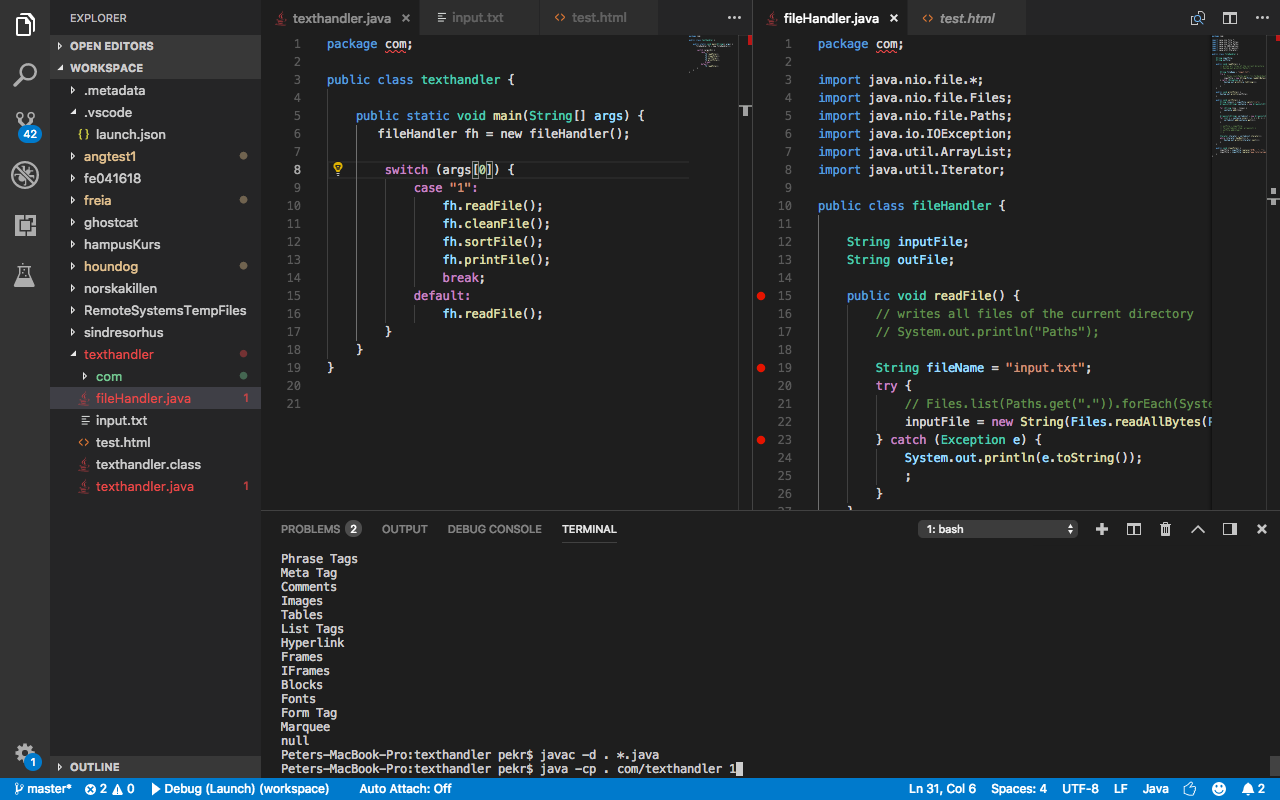 EXPLORER
OPEN EDITORS
WORKSPACE
.metadata
.vscode
{} launch.json
angtest1
fe041618
freia
ghostcat
hampusKurs
houndog
norskakillen
RemoteSystemsTempFiles
sindresorhus
texthandler
com
fileHandler.java 1
input.txt
<> test.html
texthandler.class
texthandler.java 1
OUTLINE
42
1
texthandler.java × input.txt <> test.html ...
1 package com;
2
3 public class texthandler {
4
5 public static void main(String[] args) {
6 fileHandler fh = new fileHandler();
7
8 switch (args[0]) {
9 case "1":
10 fh.readFile();
11 fh.cleanFile();
12 fh.sortFile();
13 fh.printFile();
14 break;
15 default:
16 fh.readFile();
17 }
18 }
19 }
20
21
fileHandler.java × <> test.html ...
1 package com;
2
3 import java.nio.file.*;
4 import java.nio.file.Files;
5 import java.nio.file.Paths;
6 import java.io.IOException;
7 import java.util.ArrayList;
8 import java.util.Iterator;
9
10 public class fileHandler {
11
12 String inputFile;
13 String outFile;
14
15 public void readFile() {
16 // writes all files of the current directory
17 // System.out.println("Paths");
18
19 String fileName = "input.txt";
20 try {
21 // Files.list(Paths.get(".")).forEach(Syste
22 inputFile = new String(Files.readAllBytes(P
23 } catch (Exception e) {
24 System.out.println(e.toString());
25 ;
26 }
27 }
PROBLEMS 2 OUTPUT DEBUG CONSOLE TERMINAL 1: bash
Phrase Tags
Meta Tag
Comments
Images
Tables
List Tags
Hyperlink
Frames
IFrames
Blocks
Fonts
Form Tag
Marquee
null
Peters-MacBook-Pro:texthandler pekr$ javac -d . *.java
Peters-MacBook-Pro:texthandler pekr$ java -cp . com/texthandler 1
master* 2 0 Debug (Launch) (workspace) Auto Attach: Off Ln 31, Col 6 Spaces: 4 UTF-8 LF Java 2